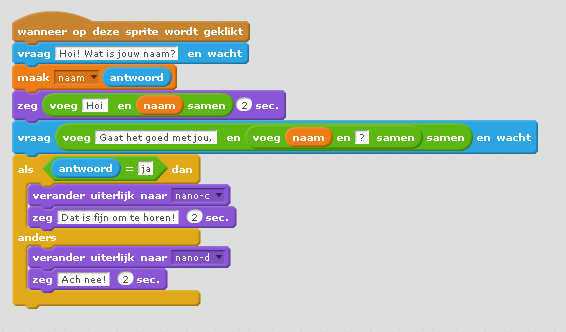 wanneer op deze sprite wordt geklikt
vraag Hoi! Wat is jouw naam? en wacht
maak naam antwoord
zeg voeg Hoi en naam samen 2 sec.
vraag voeg Gaat het goed met jou, en voeg naam en ? samen samen en wacht
als antwoord = ja dan
verander uiterlijk naar nano-c
zeg Dat is fijn om te horen! 2 sec.
anders
verander uiterlijk naar nano-d
zeg Ach nee! 2 sec.